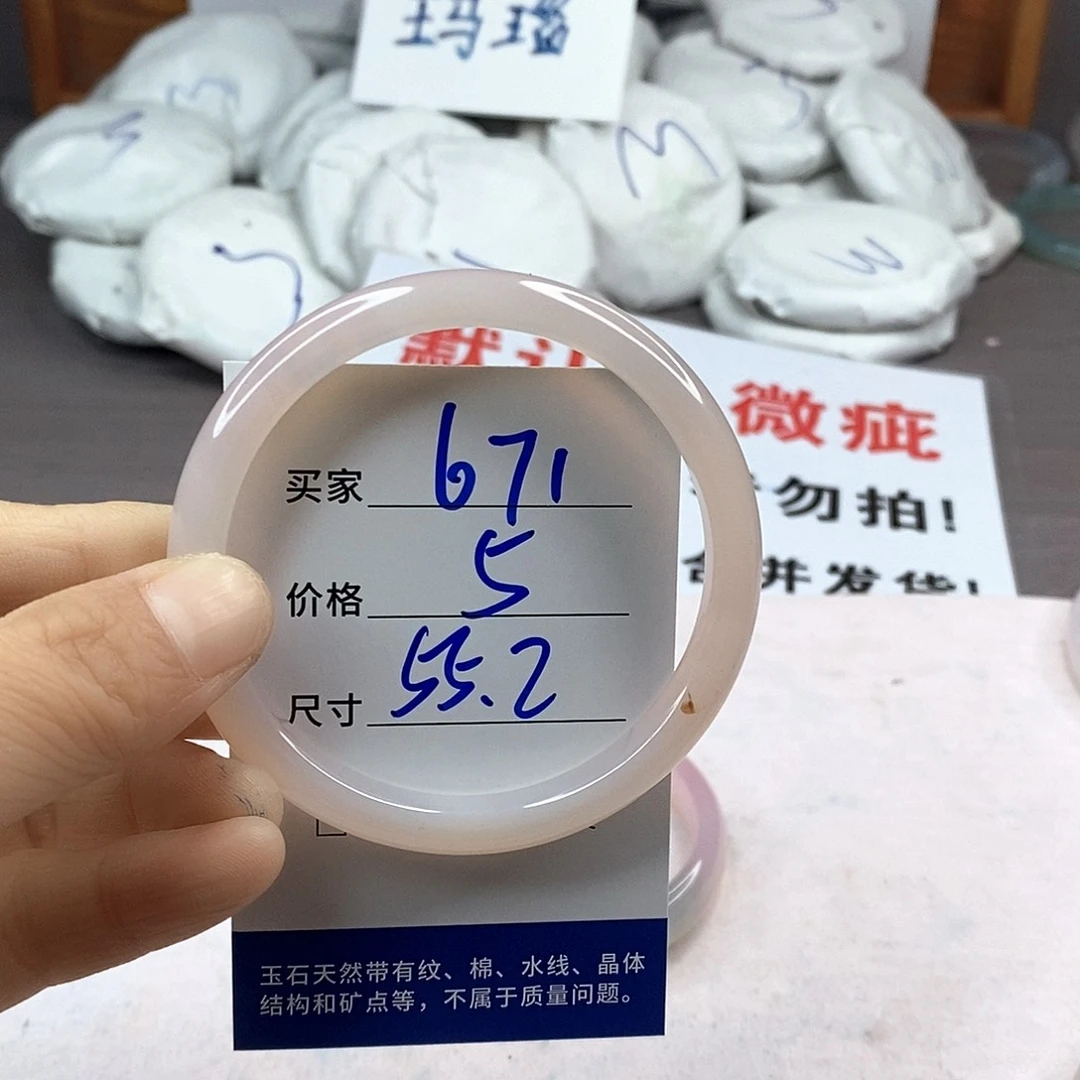 玛瑙
微疵
勿拍!
并发货!
买家 671
价格 5
尺寸 55.2
玉石天然带有纹、棉、水线、晶体
结构和矿点等，不属于质量问题。